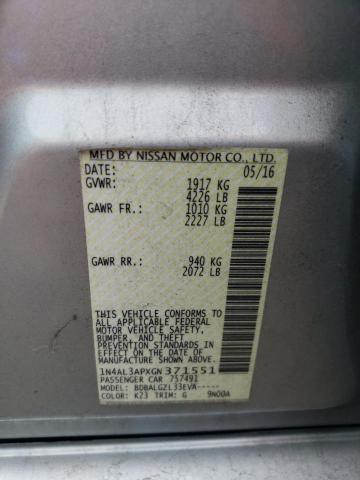 MFD BY NISSAN MOTOR CO., LTD.
DATE: 05/16
GVWR: 1917 KG
4226 LB
GAWR FR.: 1010 KG
2227 LB
GAWR RR.: 940 KG
2072 LB
THIS VEHICLE CONFORMS TO
ALL APPLICABLE FEDERAL
MOTOR VEHICLE SAFETY,
BUMPER, AND THEFT
PREVENTION STANDARDS IN
EFFECT ON THE DATE OF
MANUFACTURE SHOWN ABOVE.
1N4AL3APXGN371551
PASSENGER CAR 757491
MODEL: BDBALGZL33EVA-----
COLOR: K23 TRIM: G 9N00A